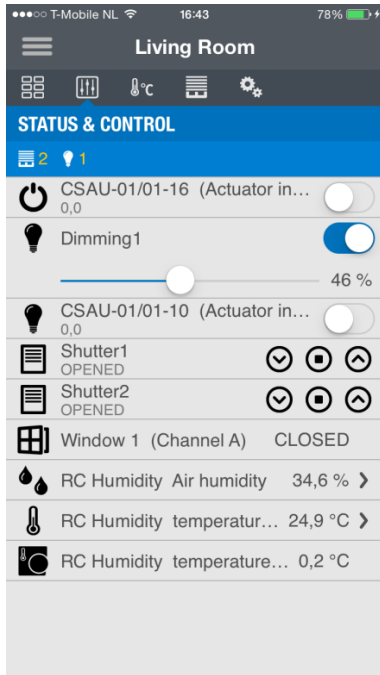 T-Mobile NL 16:43 78%
Living Room
°C
STATUS & CONTROL
2 1
CSAU-01/01-16 (Actuator in...
0,0
Dimming1
46 %
CSAU-01/01-10 (Actuator in...
0,0
Shutter1
OPENED
Shutter2
OPENED
Window 1 (Channel A) CLOSED
RC Humidity Air humidity 34,6 %
RC Humidity temperatur... 24,9 °C
RC Humidity temperature... 0,2 °C